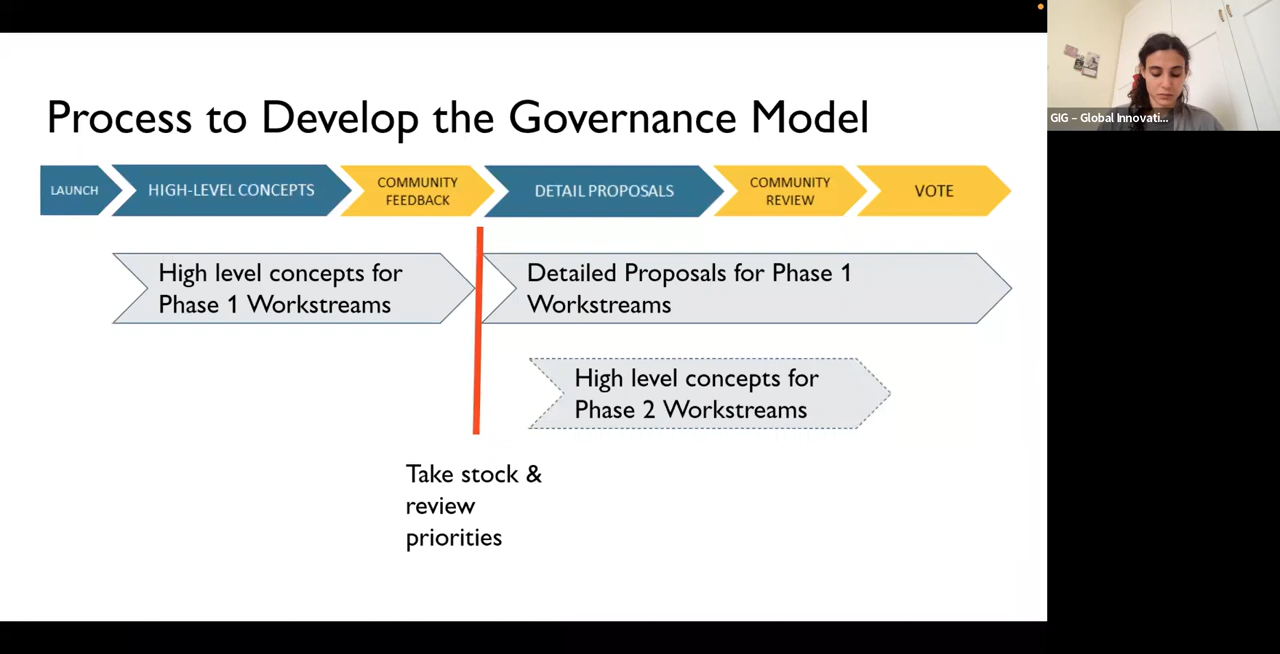 Process to Develop the Governance Model
LAUNCH
HIGH-LEVEL CONCEPTS
COMMUNITY
FEEDBACK
DETAIL PROPOSALS
COMMUNITY
REVIEW
VOTE
High level concepts for
Phase 1 Workstreams
Detailed Proposals for Phase 1
Workstreams
High level concepts for
Phase 2 Workstreams
Take stock &
review
priorities
GIG – Global Innovati...